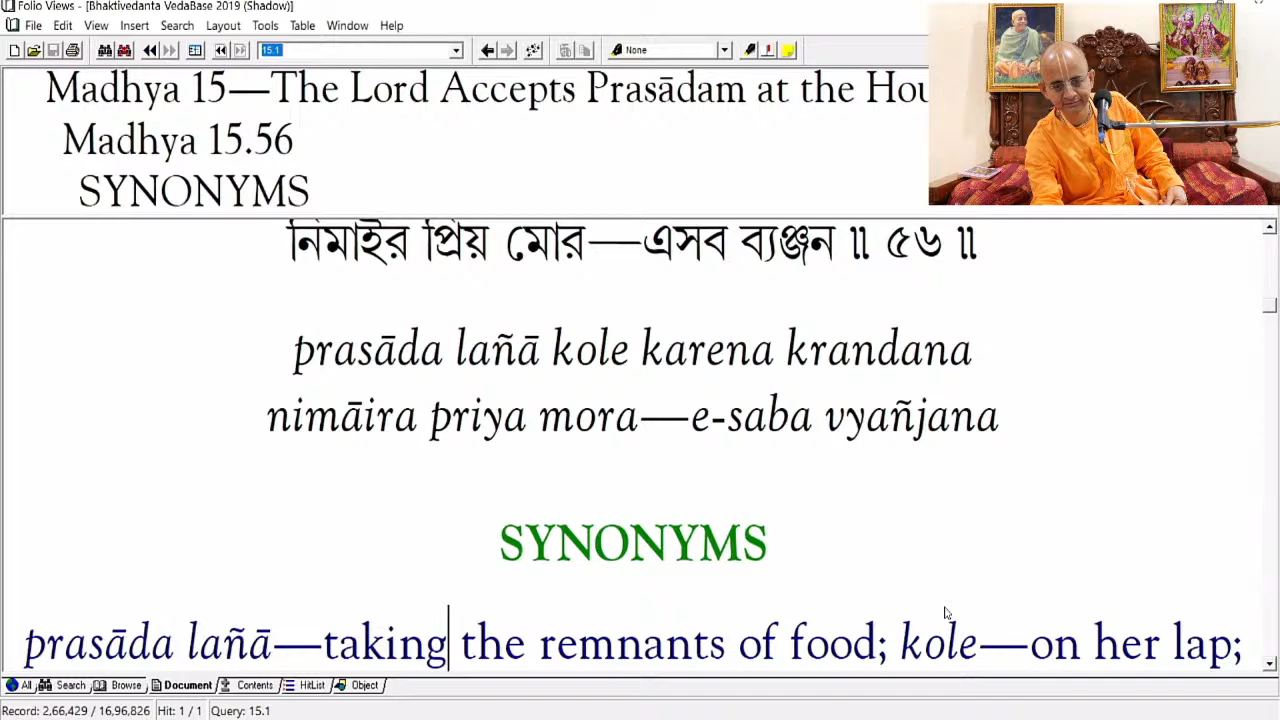 Folio Views - [Bhaktivedanta VedaBase 2019 (Shadow)]
File Edit View Insert Search Layout Tools Table Window Help
15.1 None
Madhya 15—The Lord Accepts Prasādam at the Hou
Madhya 15.56
SYNONYMS
নিমাইর প্রিয় মোর—এসব ব্যঞ্জন ॥ ৫৬ ॥
prasāda lañā kole karena krandana
nimāira priya mora—e-saba vyañjana
SYNONYMS
prasāda lañā—taking the remnants of food; kole—on her lap;
All Search Browse Document Contents HitList Object
Record: 2,66,429 / 16,96,826 Hit: 1 / 1 Query: 15.1